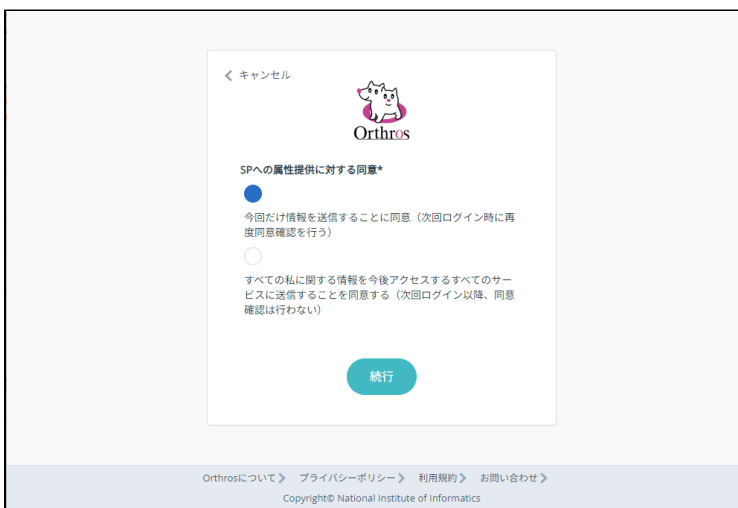 キャンセル
Orthros
SPへの属性提供に対する同意*
今回だけ情報を送信することに同意（次回ログイン時に再
度同意確認を行う）
すべての私に関する情報を今後アクセスするすべてのサー
ビスに送信することを同意する（次回ログイン以降、同意
確認は行わない）
続行
Orthrosについて プライバシーポリシー 利用規約 お問い合わせ
Copyright© National Institute of Informatics